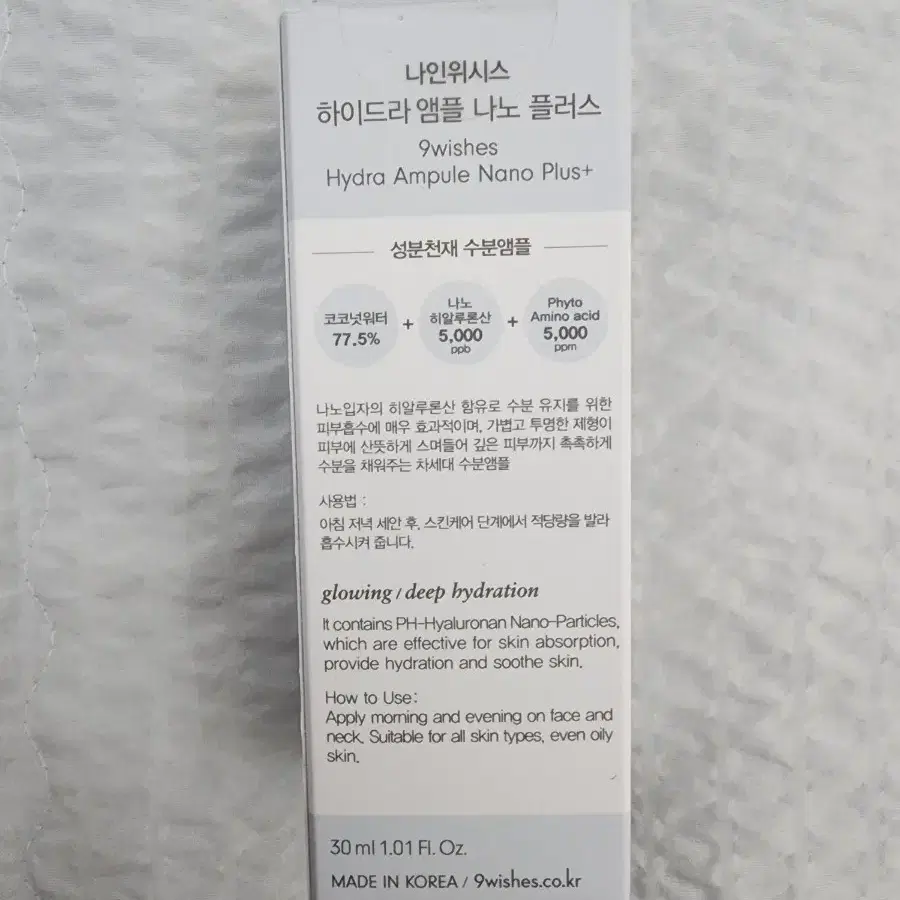 나인위시스
하이드라 앰플 나노 플러스
9wishes
Hydra Ampule Nano Plus+
성분천재 수분앰플
코코넛워터
77.5%
+
나노
히알루론산
5,000
ppb
+
Phyto
Amino acid
5,000
ppm
나노입자의 히알루론산 함유로 수분 유지를 위한
피부흡수에 매우 효과적이며, 가볍고 투명한 제형이
피부에 산뜻하게 스며들어 깊은 피부까지 촉촉하게
수분을 채워주는 차세대 수분앰플
사용법 :
아침 저녁 세안 후, 스킨케어 단계에서 적당량을 발라
흡수시켜 줍니다.
glowing / deep hydration
It contains PH-Hyaluronan Nano-Particles,
which are effective for skin absorption,
provide hydration and soothe skin.
How to Use:
Apply morning and evening on face and
neck. Suitable for all skin types, even oily
skin.
30 ml 1.01 Fl. Oz.
MADE IN KOREA / 9wishes.co.kr